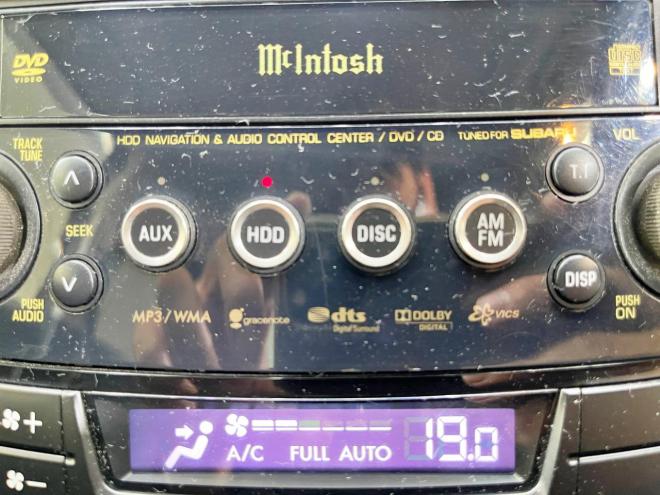 DVD
VIDEO
McIntosh
TRACK
TUNE
HDD NAVIGATION & AUDIO CONTROL CENTER / DVD / CD TUNED FOR SUBARU
VOL
T.I
SEEK
AUX
HDD
DISC
AM
FM
DISP
PUSH
AUDIO
PUSH
ON
MP3/WMA
gracenote
dts
Digital Surround
DOLBY
DIGITAL
VICS
+
A/C FULL AUTO 19.0
-